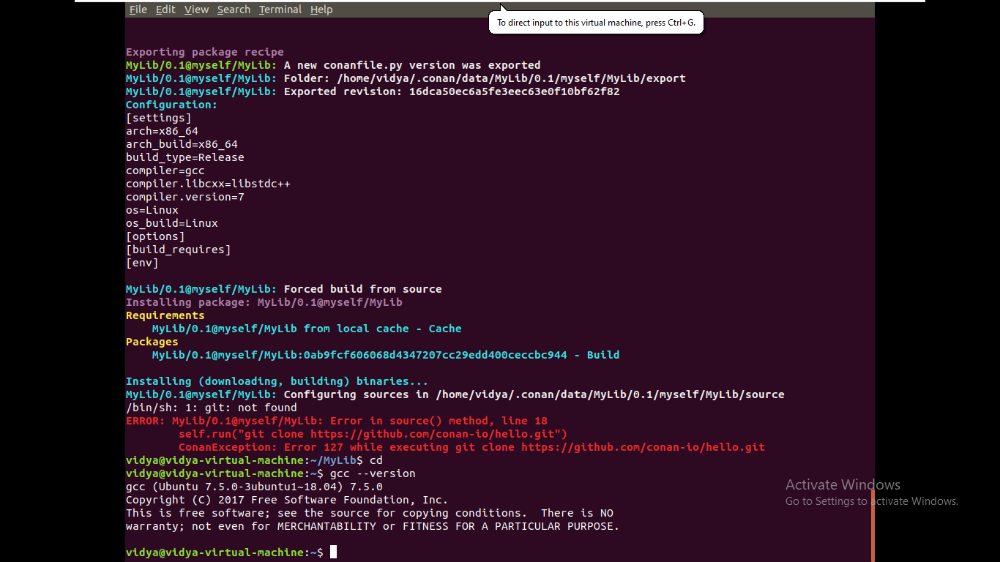 File Edit View Search Terminal Help
To direct input to this virtual machine, press Ctrl+G.
Exporting package recipe
MyLib/0.1@myself/MyLib: A new conanfile.py version was exported
MyLib/0.1@myself/MyLib: Folder: /home/vidya/.conan/data/MyLib/0.1/myself/MyLib/export
MyLib/0.1@myself/MyLib: Exported revision: 16dca50ec6a5fe3eec63e0f10bf62f82
Configuration:
[settings]
arch=x86_64
arch_build=x86_64
build_type=Release
compiler=gcc
compiler.libcxx=libstdc++
compiler.version=7
os=Linux
os_build=Linux
[options]
[build_requires]
[env]
MyLib/0.1@myself/MyLib: Forced build from source
Installing package: MyLib/0.1@myself/MyLib
Requirements
MyLib/0.1@myself/MyLib from local cache - Cache
Packages
MyLib/0.1@myself/MyLib:0ab9fcf606068d4347207cc29edd400ceccbc944 - Build
Installing (downloading, building) binaries...
MyLib/0.1@myself/MyLib: Configuring sources in /home/vidya/.conan/data/MyLib/0.1/myself/MyLib/source
/bin/sh: 1: git: not found
ERROR: MyLib/0.1@myself/MyLib: Error in source() method, line 18
self.run("git clone https://github.com/conan-io/hello.git")
ConanException: Error 127 while executing git clone https://github.com/conan-io/hello.git
vidya@vidya-virtual-machine:~/MyLib$ cd
vidya@vidya-virtual-machine:~$ gcc --version
gcc (Ubuntu 7.5.0-3ubuntu1~18.04) 7.5.0
Copyright (C) 2017 Free Software Foundation, Inc.
This is free software; see the source for copying conditions.  There is NO
warranty; not even for MERCHANTABILITY or FITNESS FOR A PARTICULAR PURPOSE.
vidya@vidya-virtual-machine:~$
Activate Windows
Go to Settings to activate Windows.